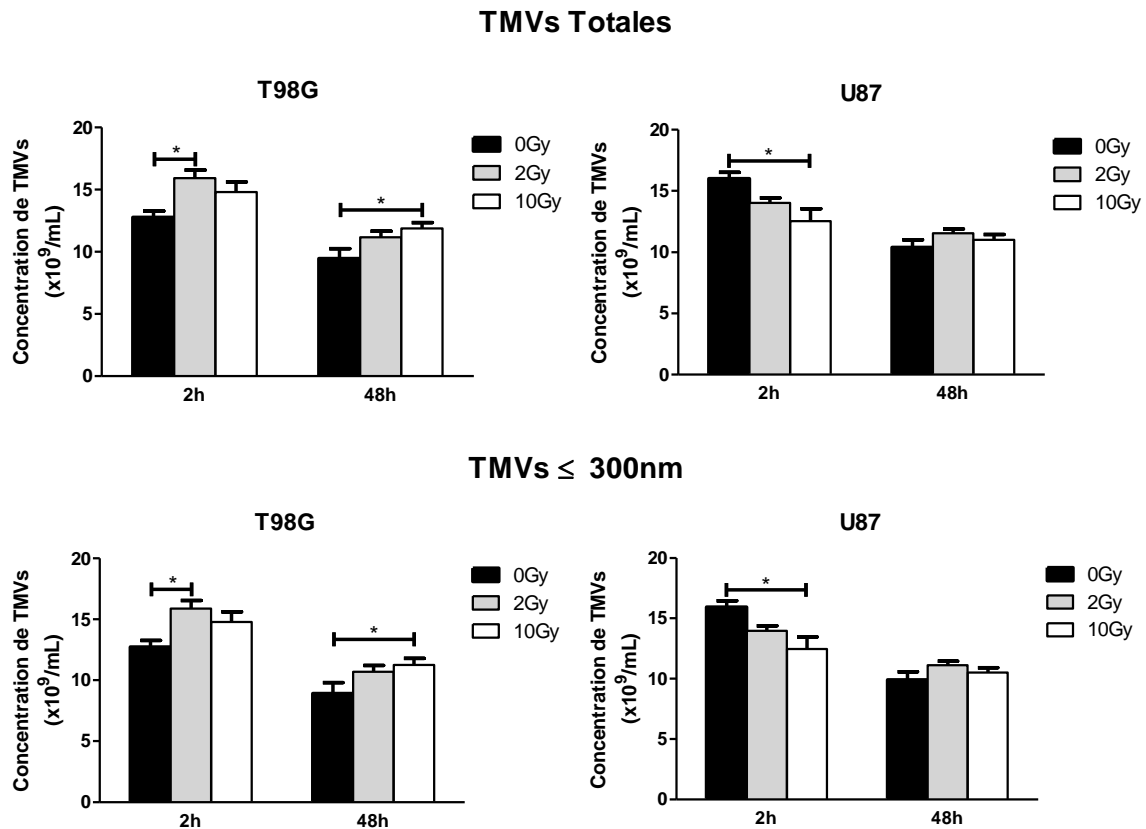 TMVs Totales
T98G
Concentration de TMVs
(x10⁹/mL)
20
15
10
5
0
*
*
2h
48h
0Gy
2Gy
10Gy
U87
Concentration de TMVs
(x10⁹/mL)
20
15
10
5
0
*
2h
48h
0Gy
2Gy
10Gy
TMVs ≤ 300nm
T98G
Concentration de TMVs
(x10⁹/mL)
20
15
10
5
0
*
*
2h
48h
0Gy
2Gy
10Gy
U87
Concentration de TMVs
(x10⁹/mL)
20
15
10
5
0
*
2h
48h
0Gy
2Gy
10Gy